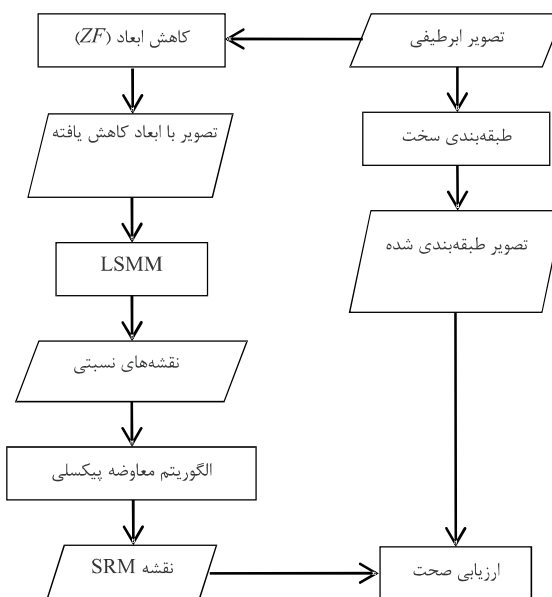 تصویر ابرطیفی
کاهش ابعاد (ZF)
طبقه‌بندی سخت
تصویر با ابعاد کاهش یافته
تصویر طبقه‌بندی شده
LSMM
نقشه‌های نسبتی
الگوریتم معاوضه پیکسلی
نقشه SRM
ارزیابی صحت